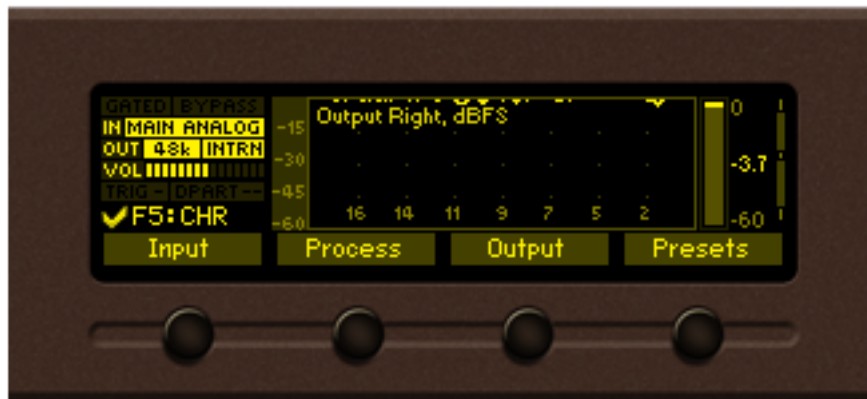 GATED BYPASS
IN MAIN ANALOG
OUT 48k INTRN
VOL
TRIG - DPART --
F5: CHR
-15
-30
-45
-60
Output Right, dBFS
16 14 11 9 7 5 2
0
-3.7
-60
Input Process Output Presets